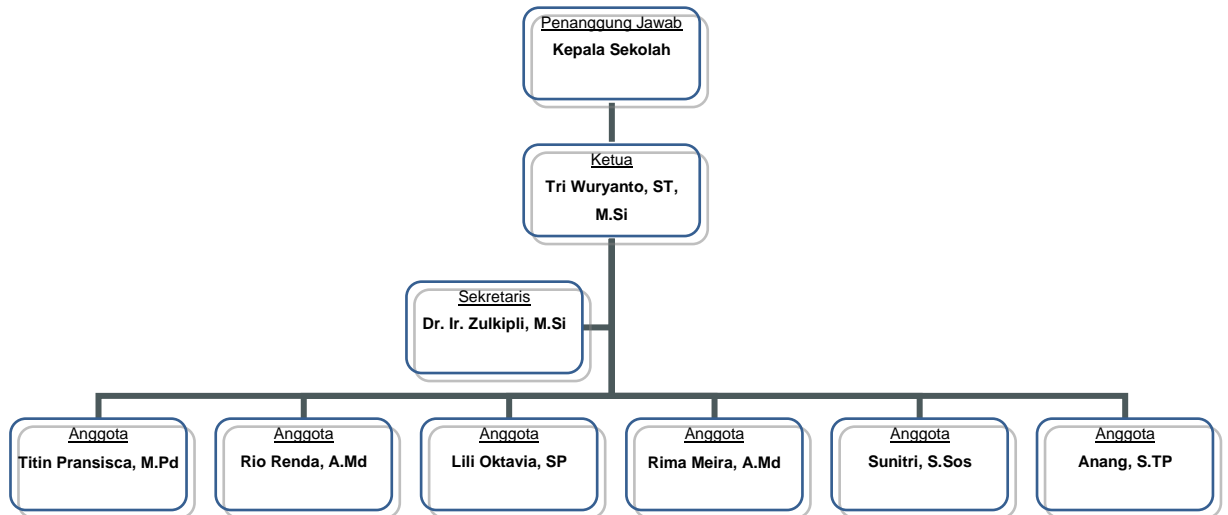 Penanggung Jawab
Kepala Sekolah
Ketua
Tri Wuryanto, ST,
M.Si
Sekretaris
Dr. Ir. Zulkipli, M.Si
Anggota
Titin Pransisca, M.Pd
Anggota
Rio Renda, A.Md
Anggota
Lili Oktavia, SP
Anggota
Rima Meira, A.Md
Anggota
Sunitri, S.Sos
Anggota
Anang, S.TP